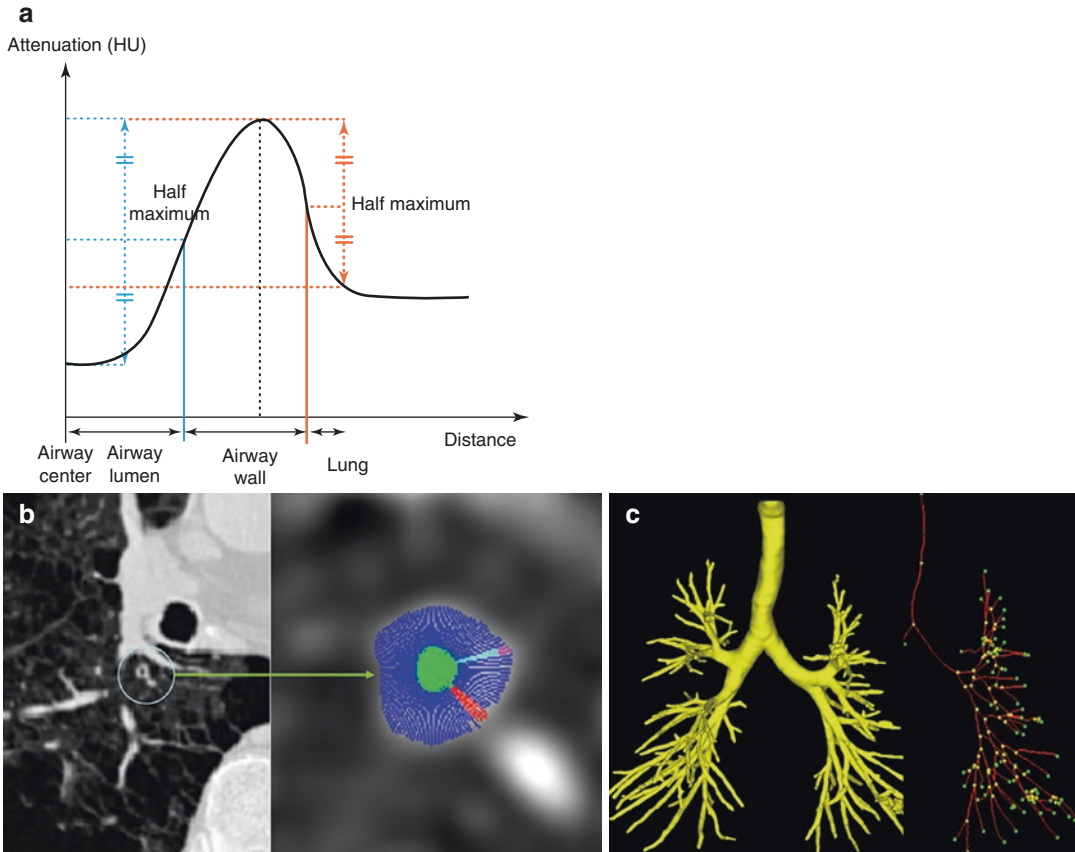 a
Attenuation (HU)
Half
maximum
Half maximum
Distance
Airway
center
Airway
lumen
Airway
wall
Lung
b
c